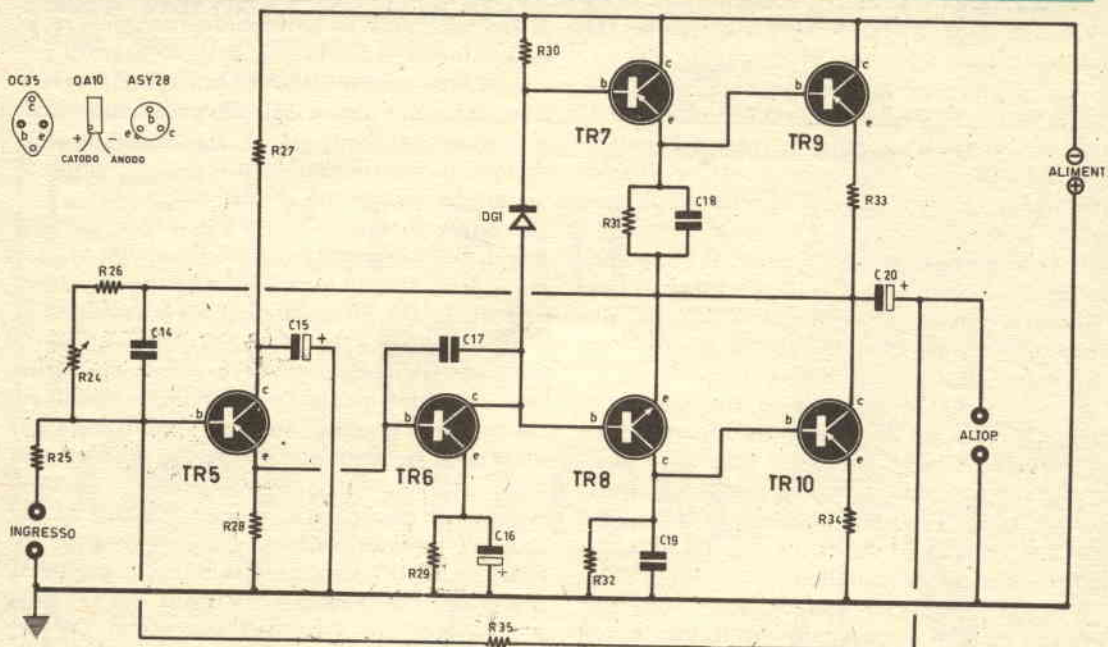 OC35 OA10 ASY28
c
b e
b
e c
+ -
CATODO ANODO
R30
b c e
TR7
b c e
TR9
R27
ALIMENT
-
+
DG1
R31
C18
R33
R26
C14
C20 +
R24
C15 +
C17
b c e
TR5
b c e
TR6
b e c
TR8
b c e
TR10
ALTOP.
R25
INGRESSO
R28
R29
C16 +
R32
C19
R34
R35